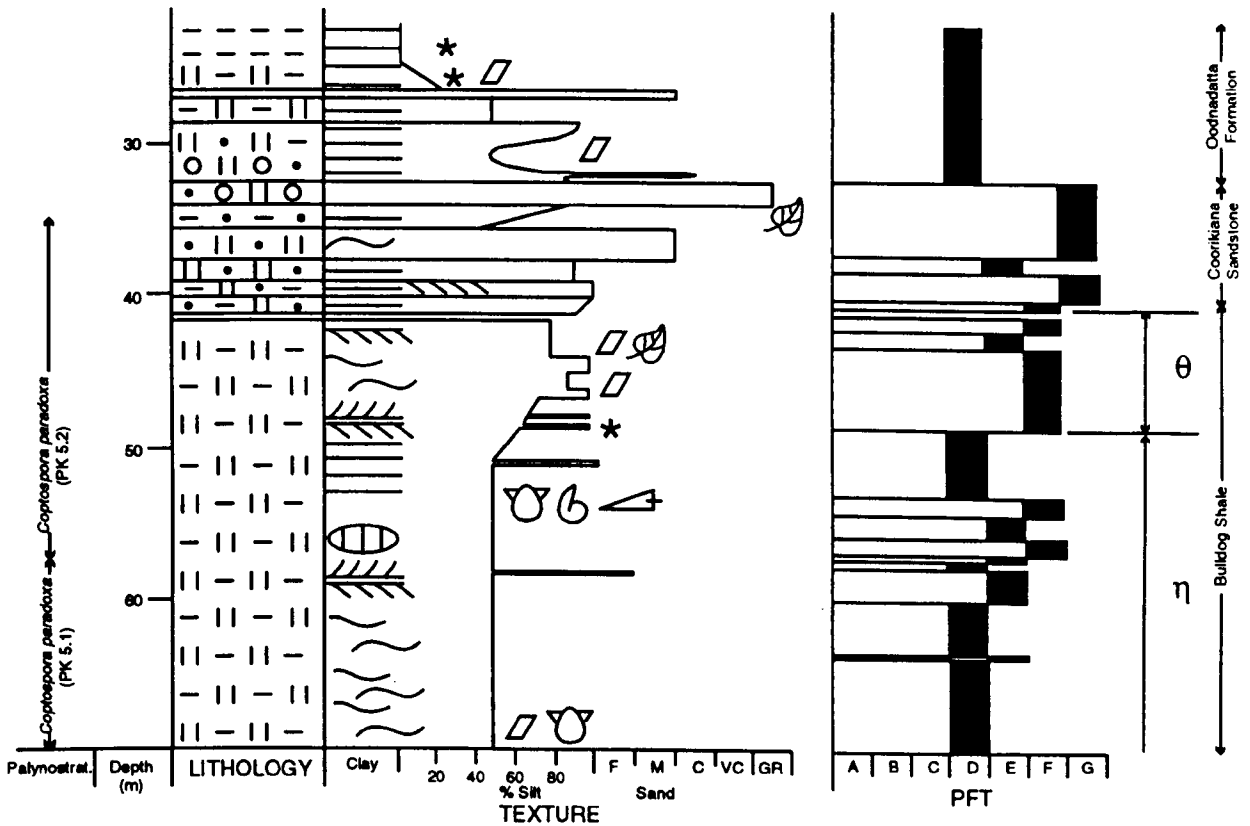 30
40
50
60
Coptospora paradoxa
(PK 5.2)
Coptospora paradoxa
(PK 5.1)
θ
η
Oodnadatta
Formation
Coorikiana
Sandstone
Bulldog Shale
Palynostrat.
Depth
(m)
LITHOLOGY
Clay
20 40 60 80
% Silt
F M C VC GR
Sand
TEXTURE
A B C D E F G
PFT